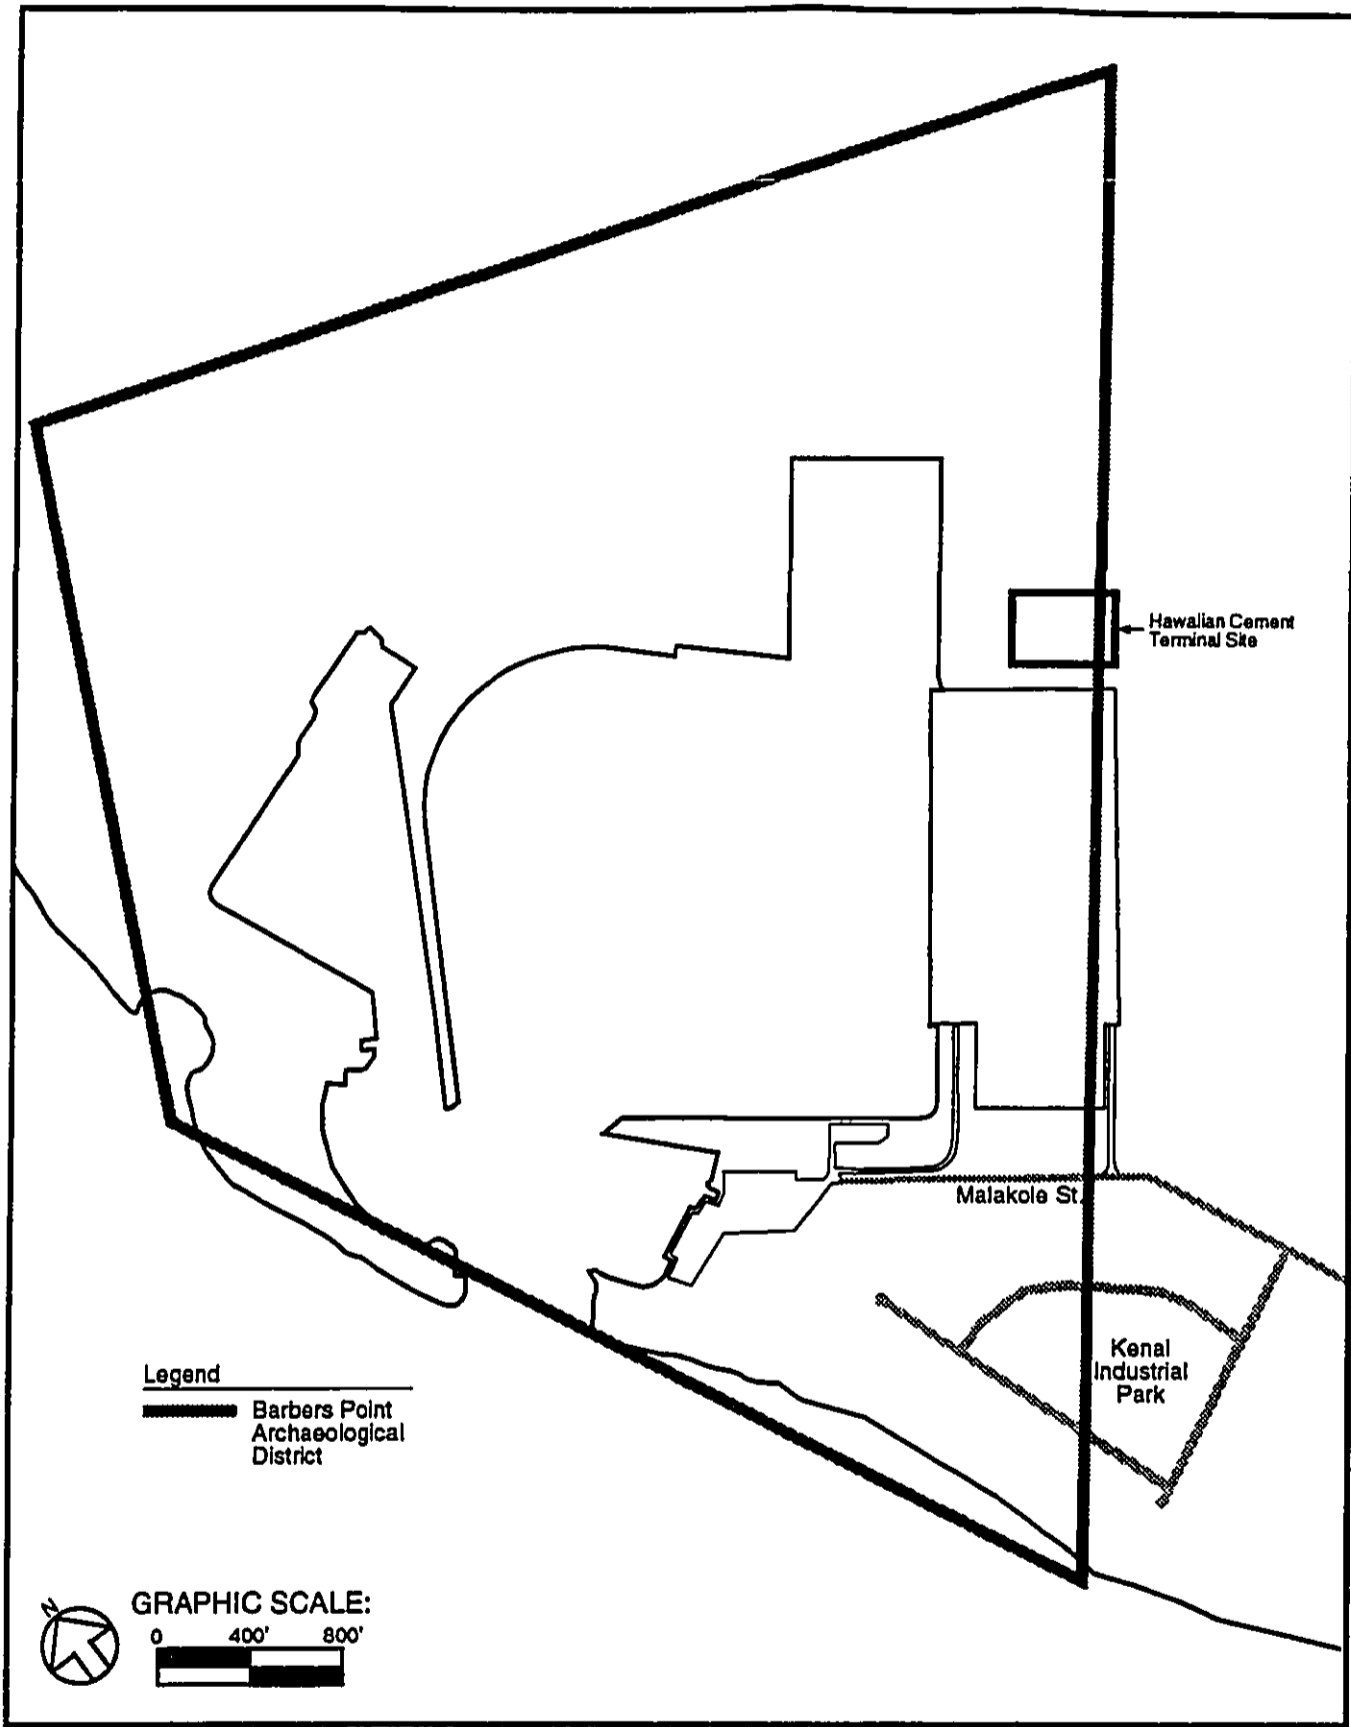 Hawaiian Cement
Terminal Site
Malakole St.
Kenai
Industrial
Park
Legend
Barbers Point
Archaeological
District
N
GRAPHIC SCALE:
0 400' 800'